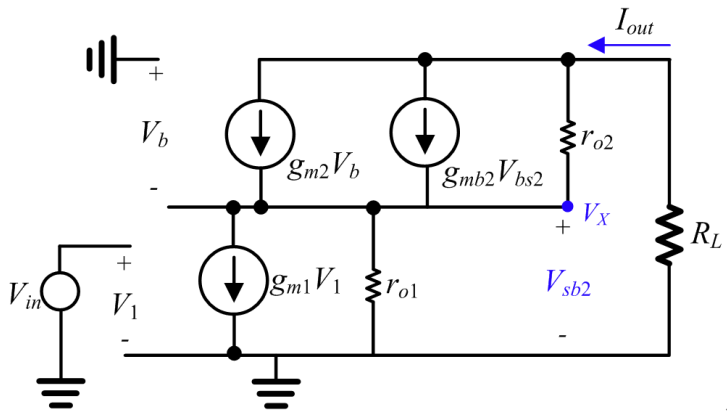 I_out
+
V_b
g_m2V_b
g_mb2V_bs2
r_o2
-
V_X
+
+
V_in
V_1
g_m1V_1
r_o1
V_sb2
R_L
-
-